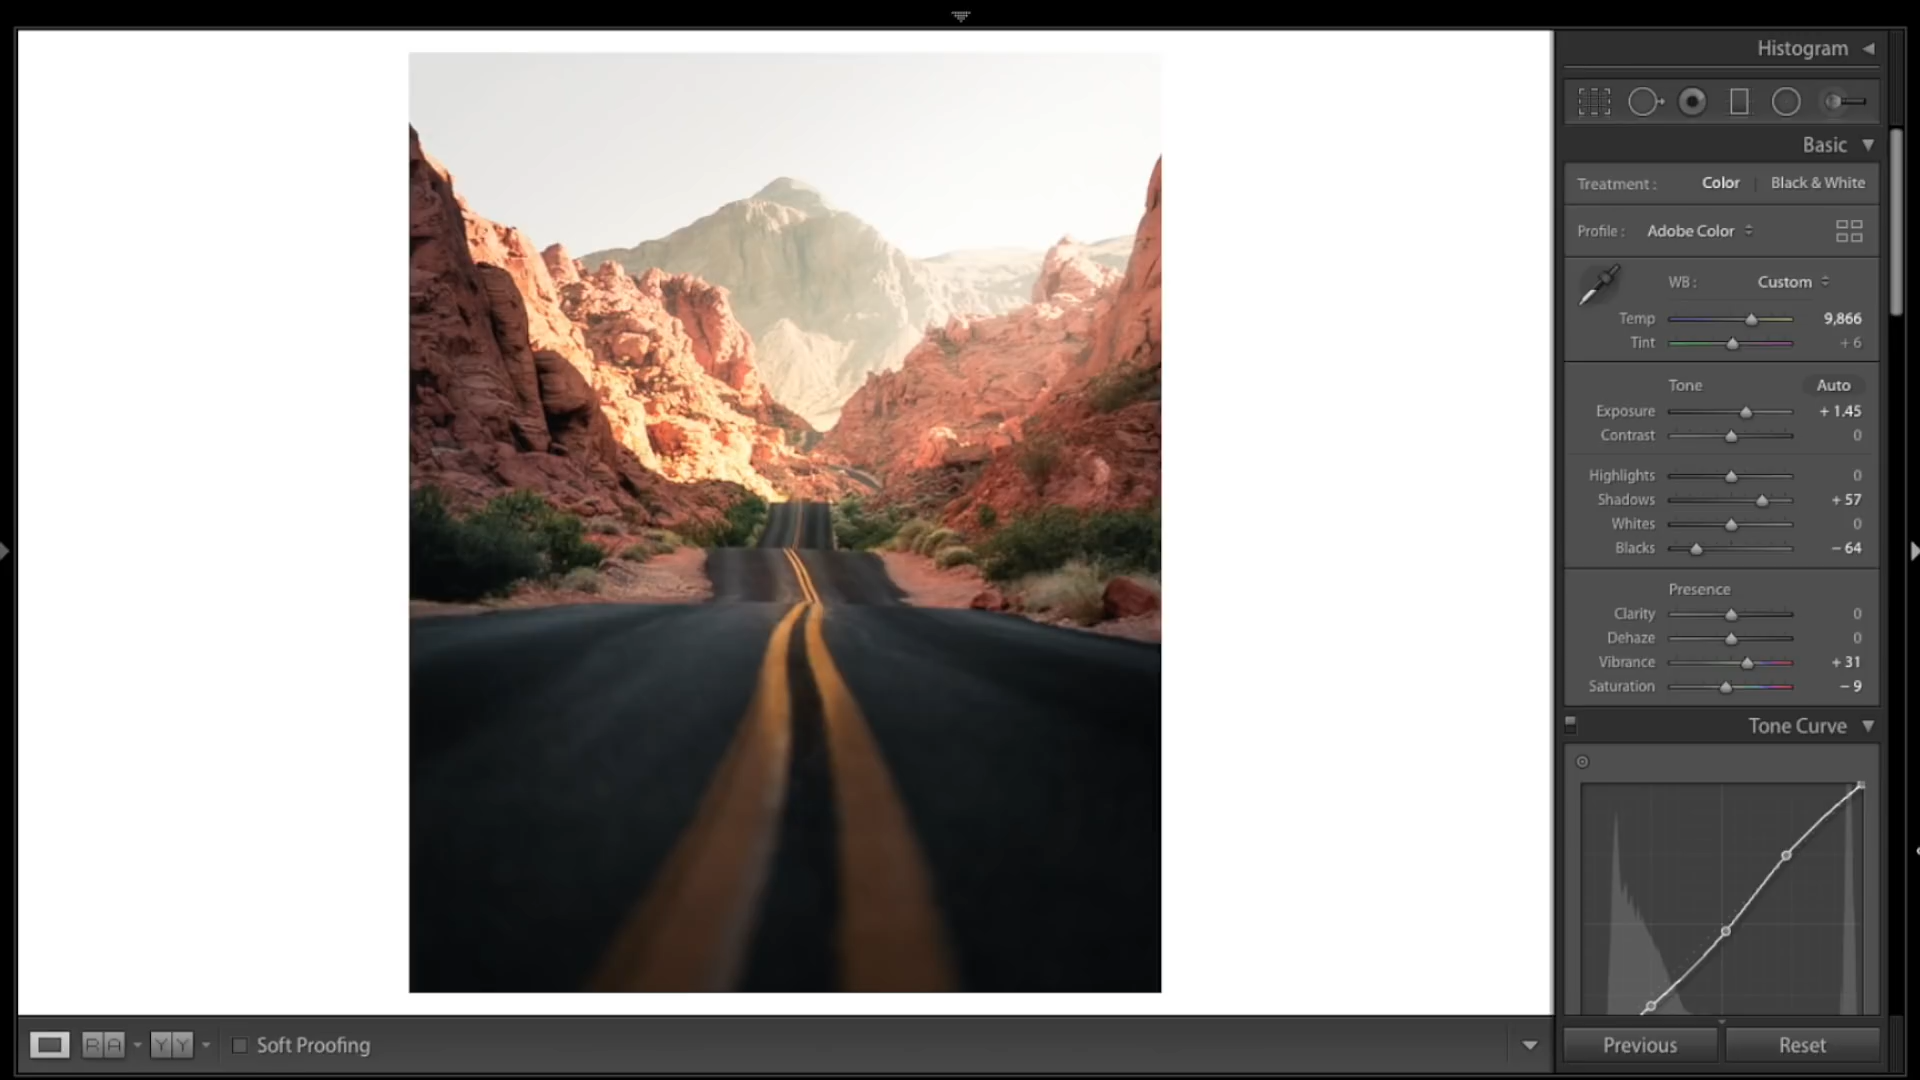 Histogram
Basic
Treatment : Color Black & White
Profile : Adobe Color
WB : Custom
Temp 9,866
Tint + 6
Tone Auto
Exposure + 1.45
Contrast 0
Highlights 0
Shadows + 57
Whites 0
Blacks − 64
Presence
Clarity 0
Dehaze 0
Vibrance + 31
Saturation − 9
Tone Curve
R A Y Y Soft Proofing
Previous Reset